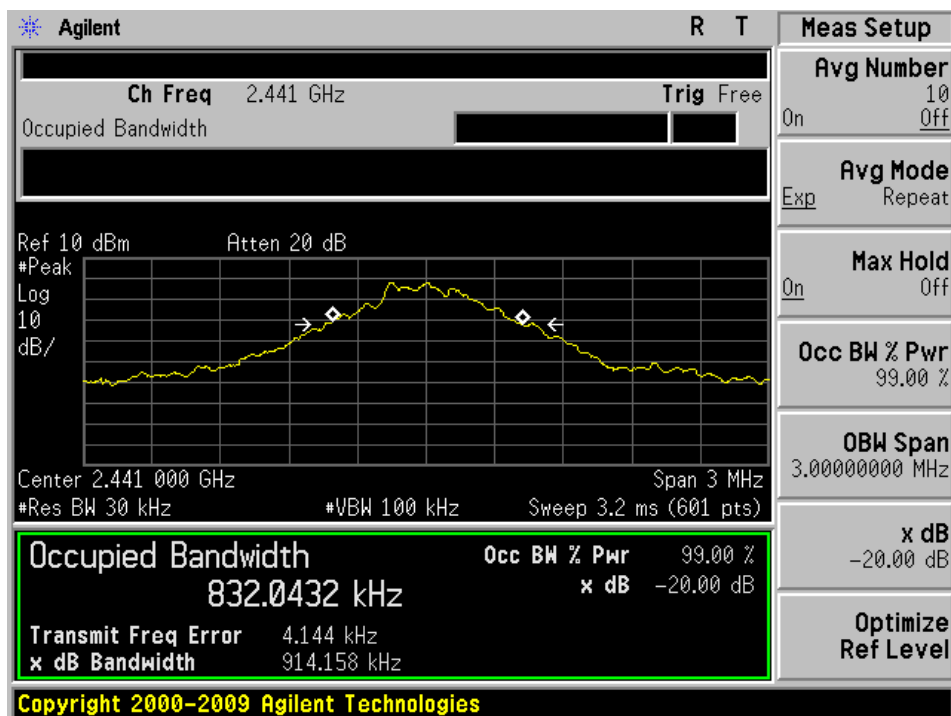 Agilent R T
Ch Freq 2.441 GHz Trig Free
Occupied Bandwidth
Ref 10 dBm Atten 20 dB
#Peak
Log
10
dB/
Center 2.441 000 GHz Span 3 MHz
#Res BW 30 kHz #VBW 100 kHz Sweep 3.2 ms (601 pts)
Occupied Bandwidth
832.0432 kHz
Occ BW % Pwr 99.00 %
x dB -20.00 dB
Transmit Freq Error 4.144 kHz
x dB Bandwidth 914.158 kHz
Copyright 2000-2009 Agilent Technologies
Meas Setup
Avg Number
10
On Off
Avg Mode
Exp Repeat
Max Hold
On Off
Occ BW % Pwr
99.00 %
OBW Span
3.00000000 MHz
x dB
-20.00 dB
Optimize
Ref Level